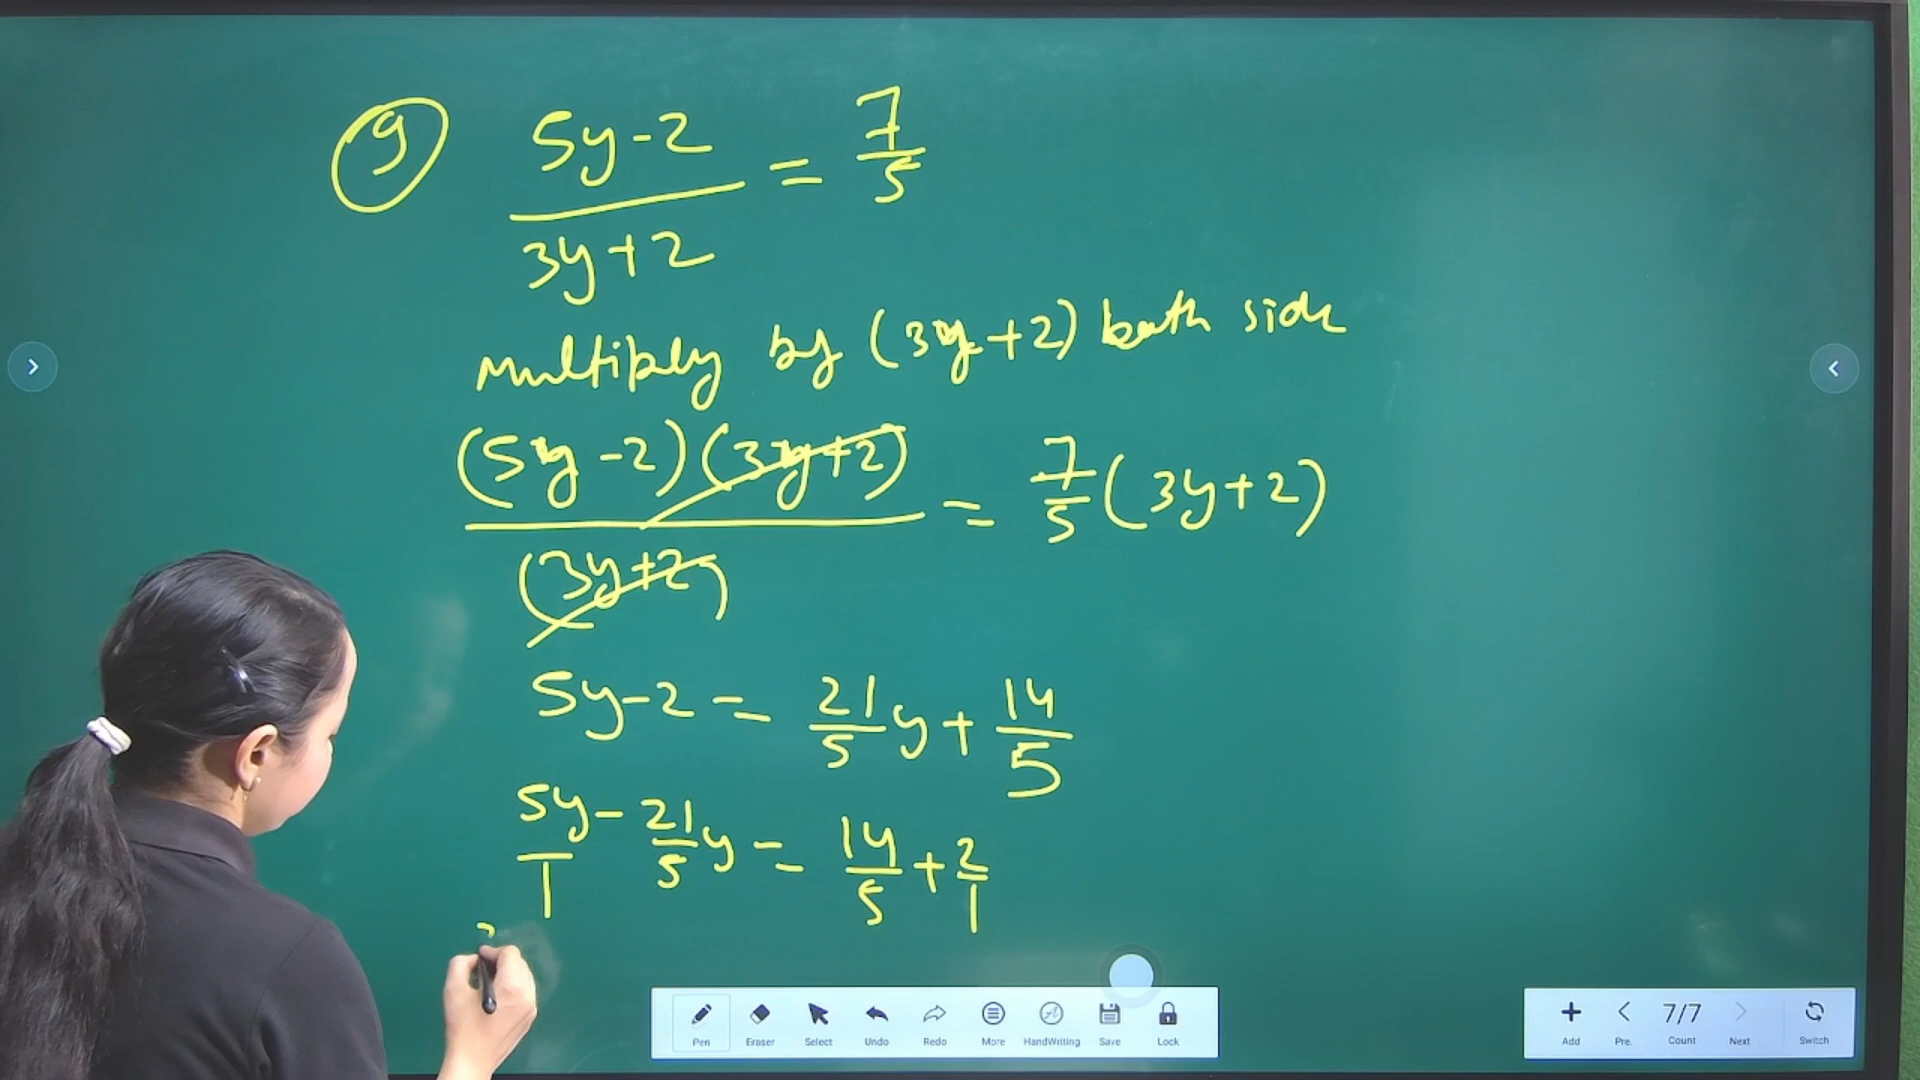 9 (5y-2)/(3y+2) = 7/5
Multiply by (3y+2) both side
(5y-2)(3y+2)/(3y+2) = 7/5(3y+2)
5y-2 = 21/5y + 14/5
5y/1 - 21/5y = 14/5 + 2/1
Pen Eraser Select Undo Redo More HandWriting Save Lock
7/7
Add Pre. Count Next Switch